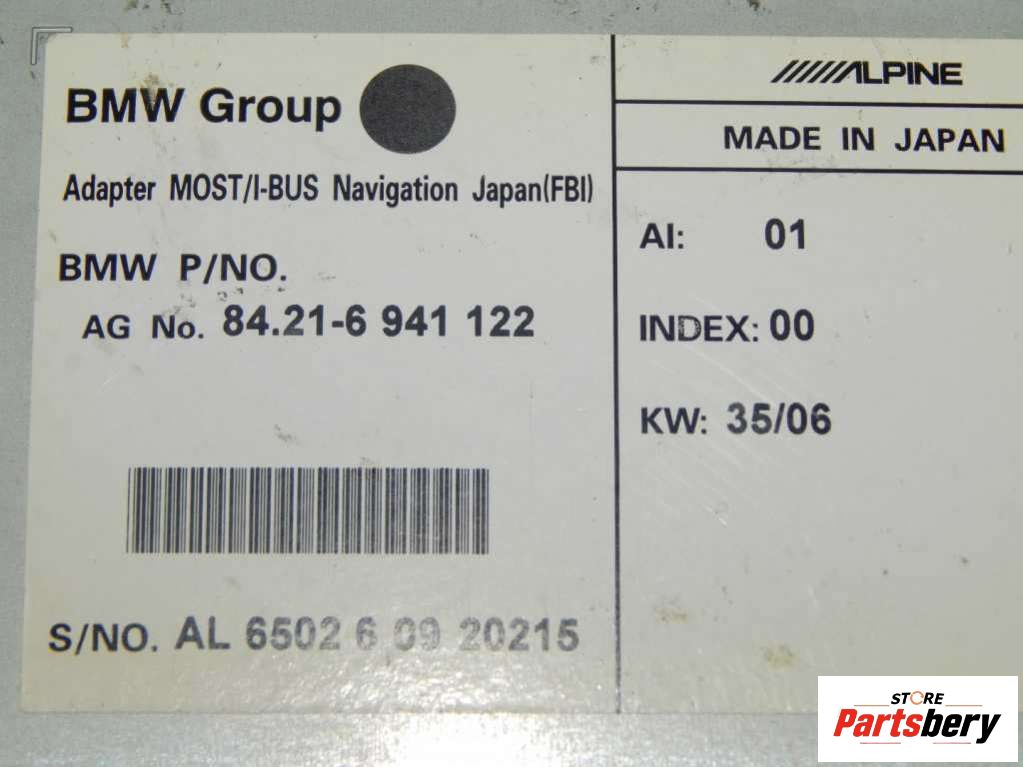 BMW Group
Adapter MOST/I-BUS Navigation Japan(FBI)
BMW P/NO.
AG No. 84.21-6 941 122
S/NO. AL 6502 6 09 20215
ALPINE
MADE IN JAPAN
AI: 01
INDEX: 00
KW: 35/06
STORE
Partsbery